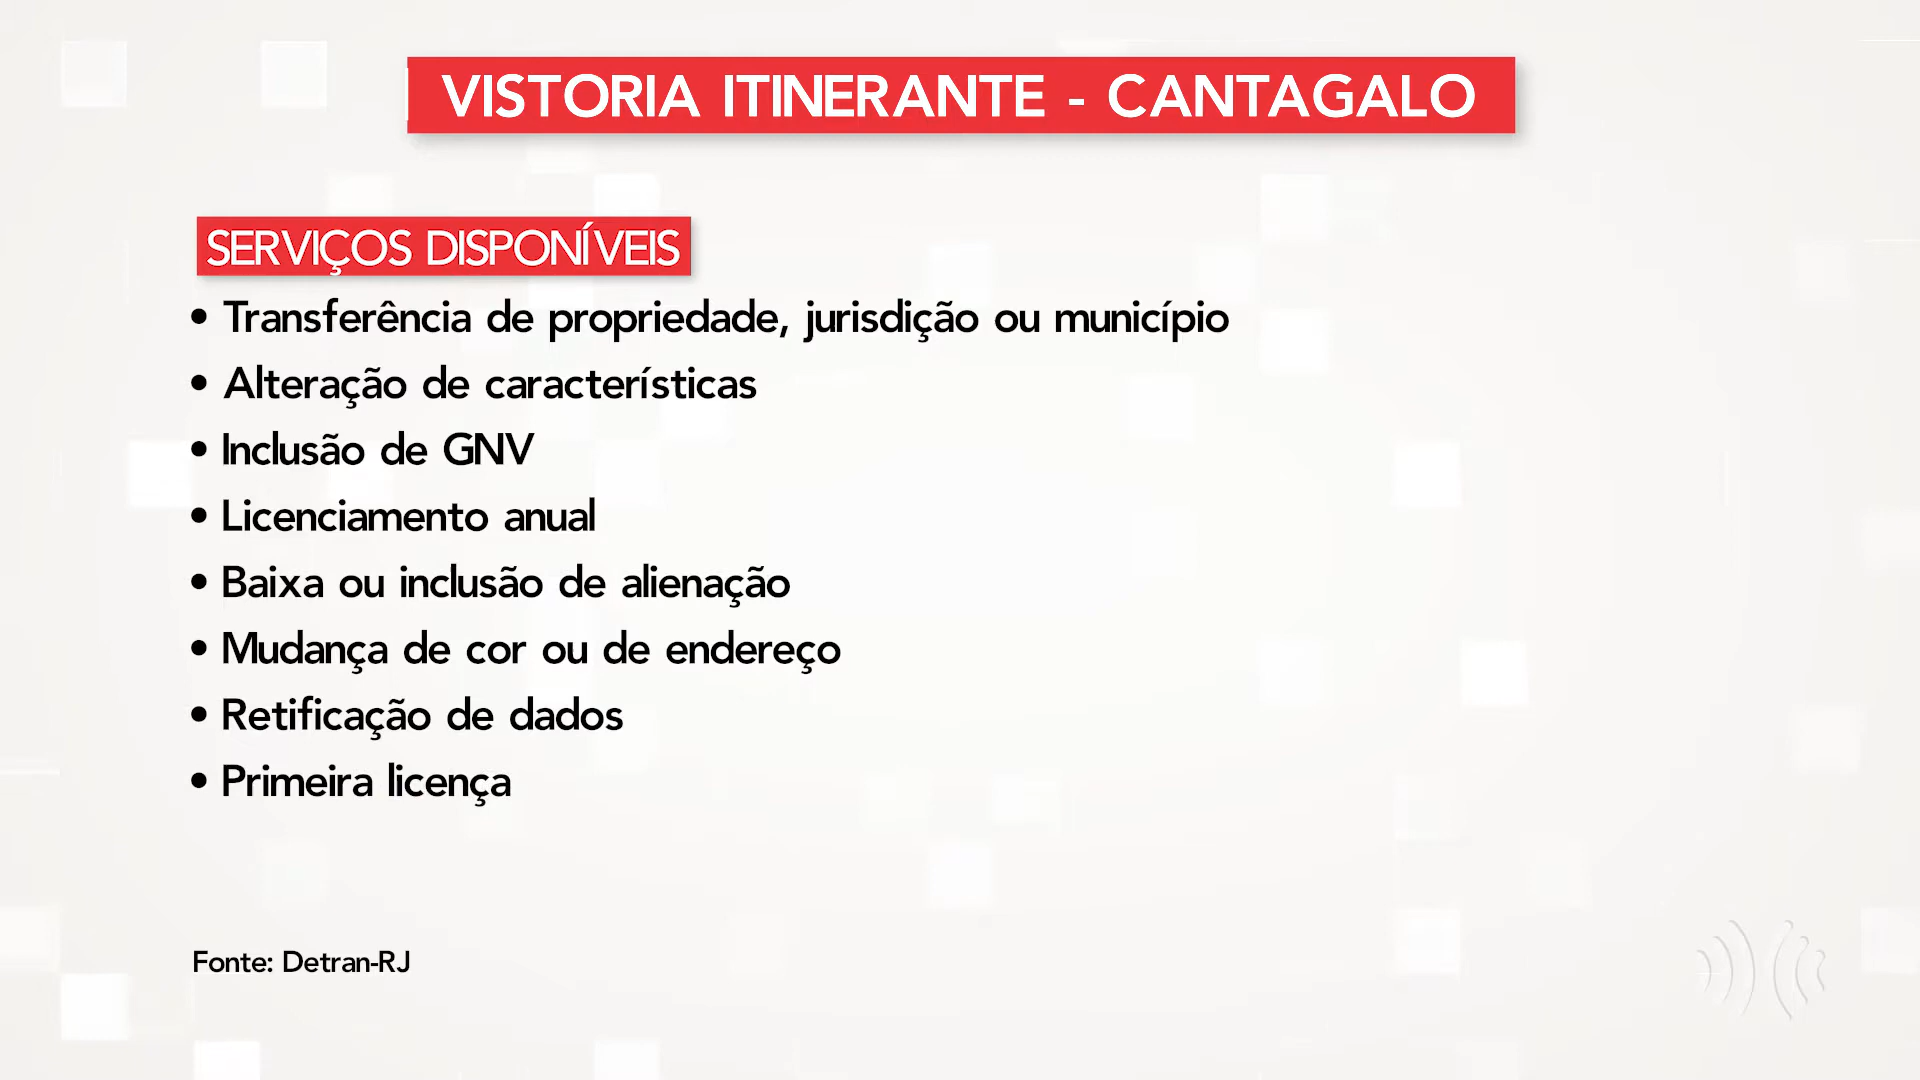 VISTORIA ITINERANTE - CANTAGALO
SERVIÇOS DISPONÍVEIS
• Transferência de propriedade, jurisdição ou município
• Alteração de características
• Inclusão de GNV
• Licenciamento anual
• Baixa ou inclusão de alienação
• Mudança de cor ou de endereço
• Retificação de dados
• Primeira licença
Fonte: Detran-RJ